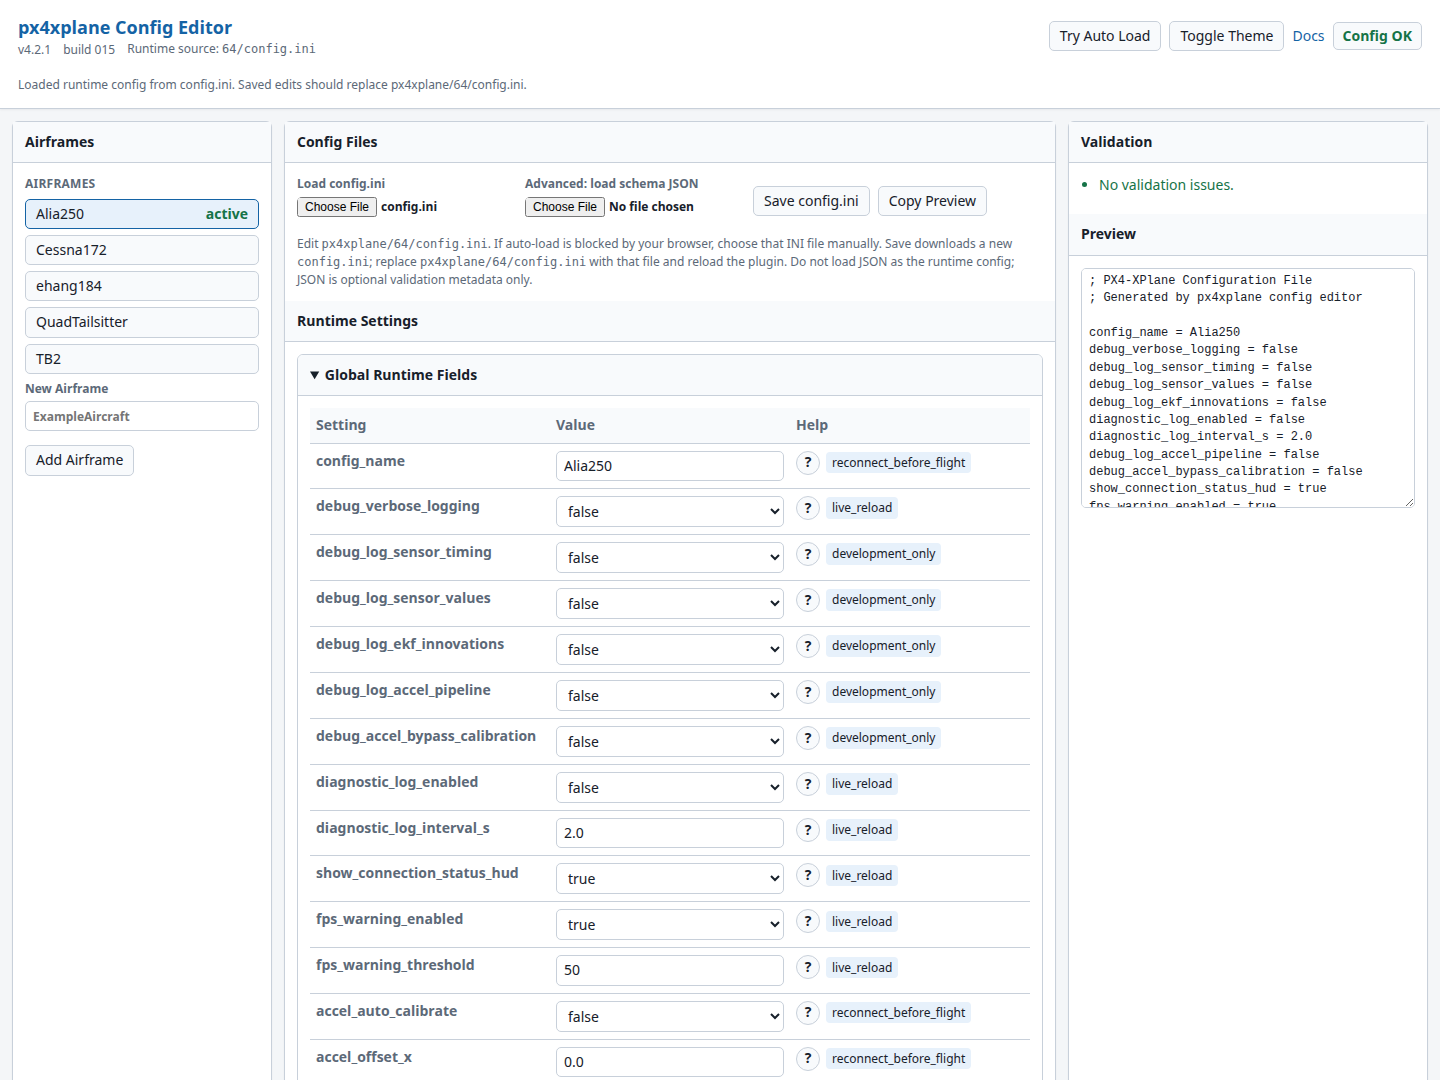 px4xplane Config Editor
v4.2.1 build 015 Runtime source: 64/config.ini
Try Auto Load
Toggle Theme
Docs
Config OK
Loaded runtime config from config.ini. Saved edits should replace px4xplane/64/config.ini.
Airframes
AIRFRAMES
Alia250 active
Cessna172
ehang184
QuadTailsitter
TB2
New Airframe
ExampleAircraft
Add Airframe
Config Files
Load config.ini
Choose File config.ini
Advanced: load schema JSON
Choose File No file chosen
Save config.ini
Copy Preview
Edit px4xplane/64/config.ini. If auto-load is blocked by your browser, choose that INI file manually. Save downloads a new
config.ini; replace px4xplane/64/config.ini with that file and reload the plugin. Do not load JSON as the runtime config;
JSON is optional validation metadata only.
Runtime Settings
▼ Global Runtime Fields
Setting Value Help
config_name Alia250 ? reconnect_before_flight
debug_verbose_logging false ? live_reload
debug_log_sensor_timing false ? development_only
debug_log_sensor_values false ? development_only
debug_log_ekf_innovations false ? development_only
debug_log_accel_pipeline false ? development_only
debug_accel_bypass_calibration false ? development_only
diagnostic_log_enabled false ? live_reload
diagnostic_log_interval_s 2.0 ? live_reload
show_connection_status_hud true ? live_reload
fps_warning_enabled true ? live_reload
fps_warning_threshold 50 ? live_reload
accel_auto_calibrate false ? reconnect_before_flight
accel_offset_x 0.0 ? reconnect_before_flight
Validation
• No validation issues.
Preview
; PX4-XPlane Configuration File
; Generated by px4xplane config editor
config_name = Alia250
debug_verbose_logging = false
debug_log_sensor_timing = false
debug_log_sensor_values = false
debug_log_ekf_innovations = false
diagnostic_log_enabled = false
diagnostic_log_interval_s = 2.0
debug_log_accel_pipeline = false
debug_accel_bypass_calibration = false
show_connection_status_hud = true
fps_warning_enabled = true